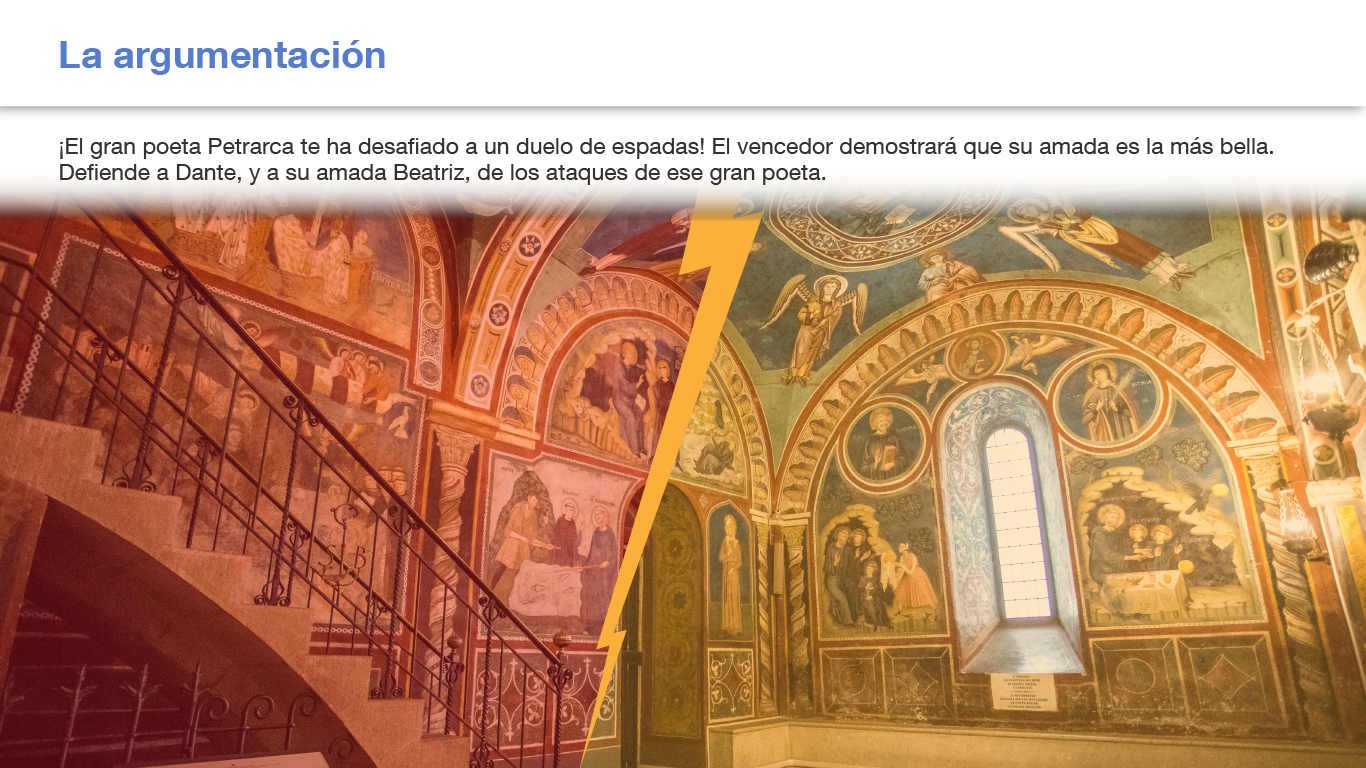 La argumentación
¡El gran poeta Petrarca te ha desafiado a un duelo de espadas! El vencedor demostrará que su amada es la más bella.
Defiende a Dante, y a su amada Beatriz, de los ataques de ese gran poeta.